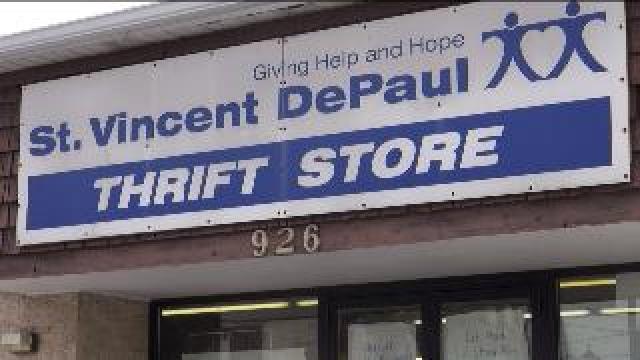 Giving Help and Hope
St. Vincent DePaul
THRIFT STORE
926